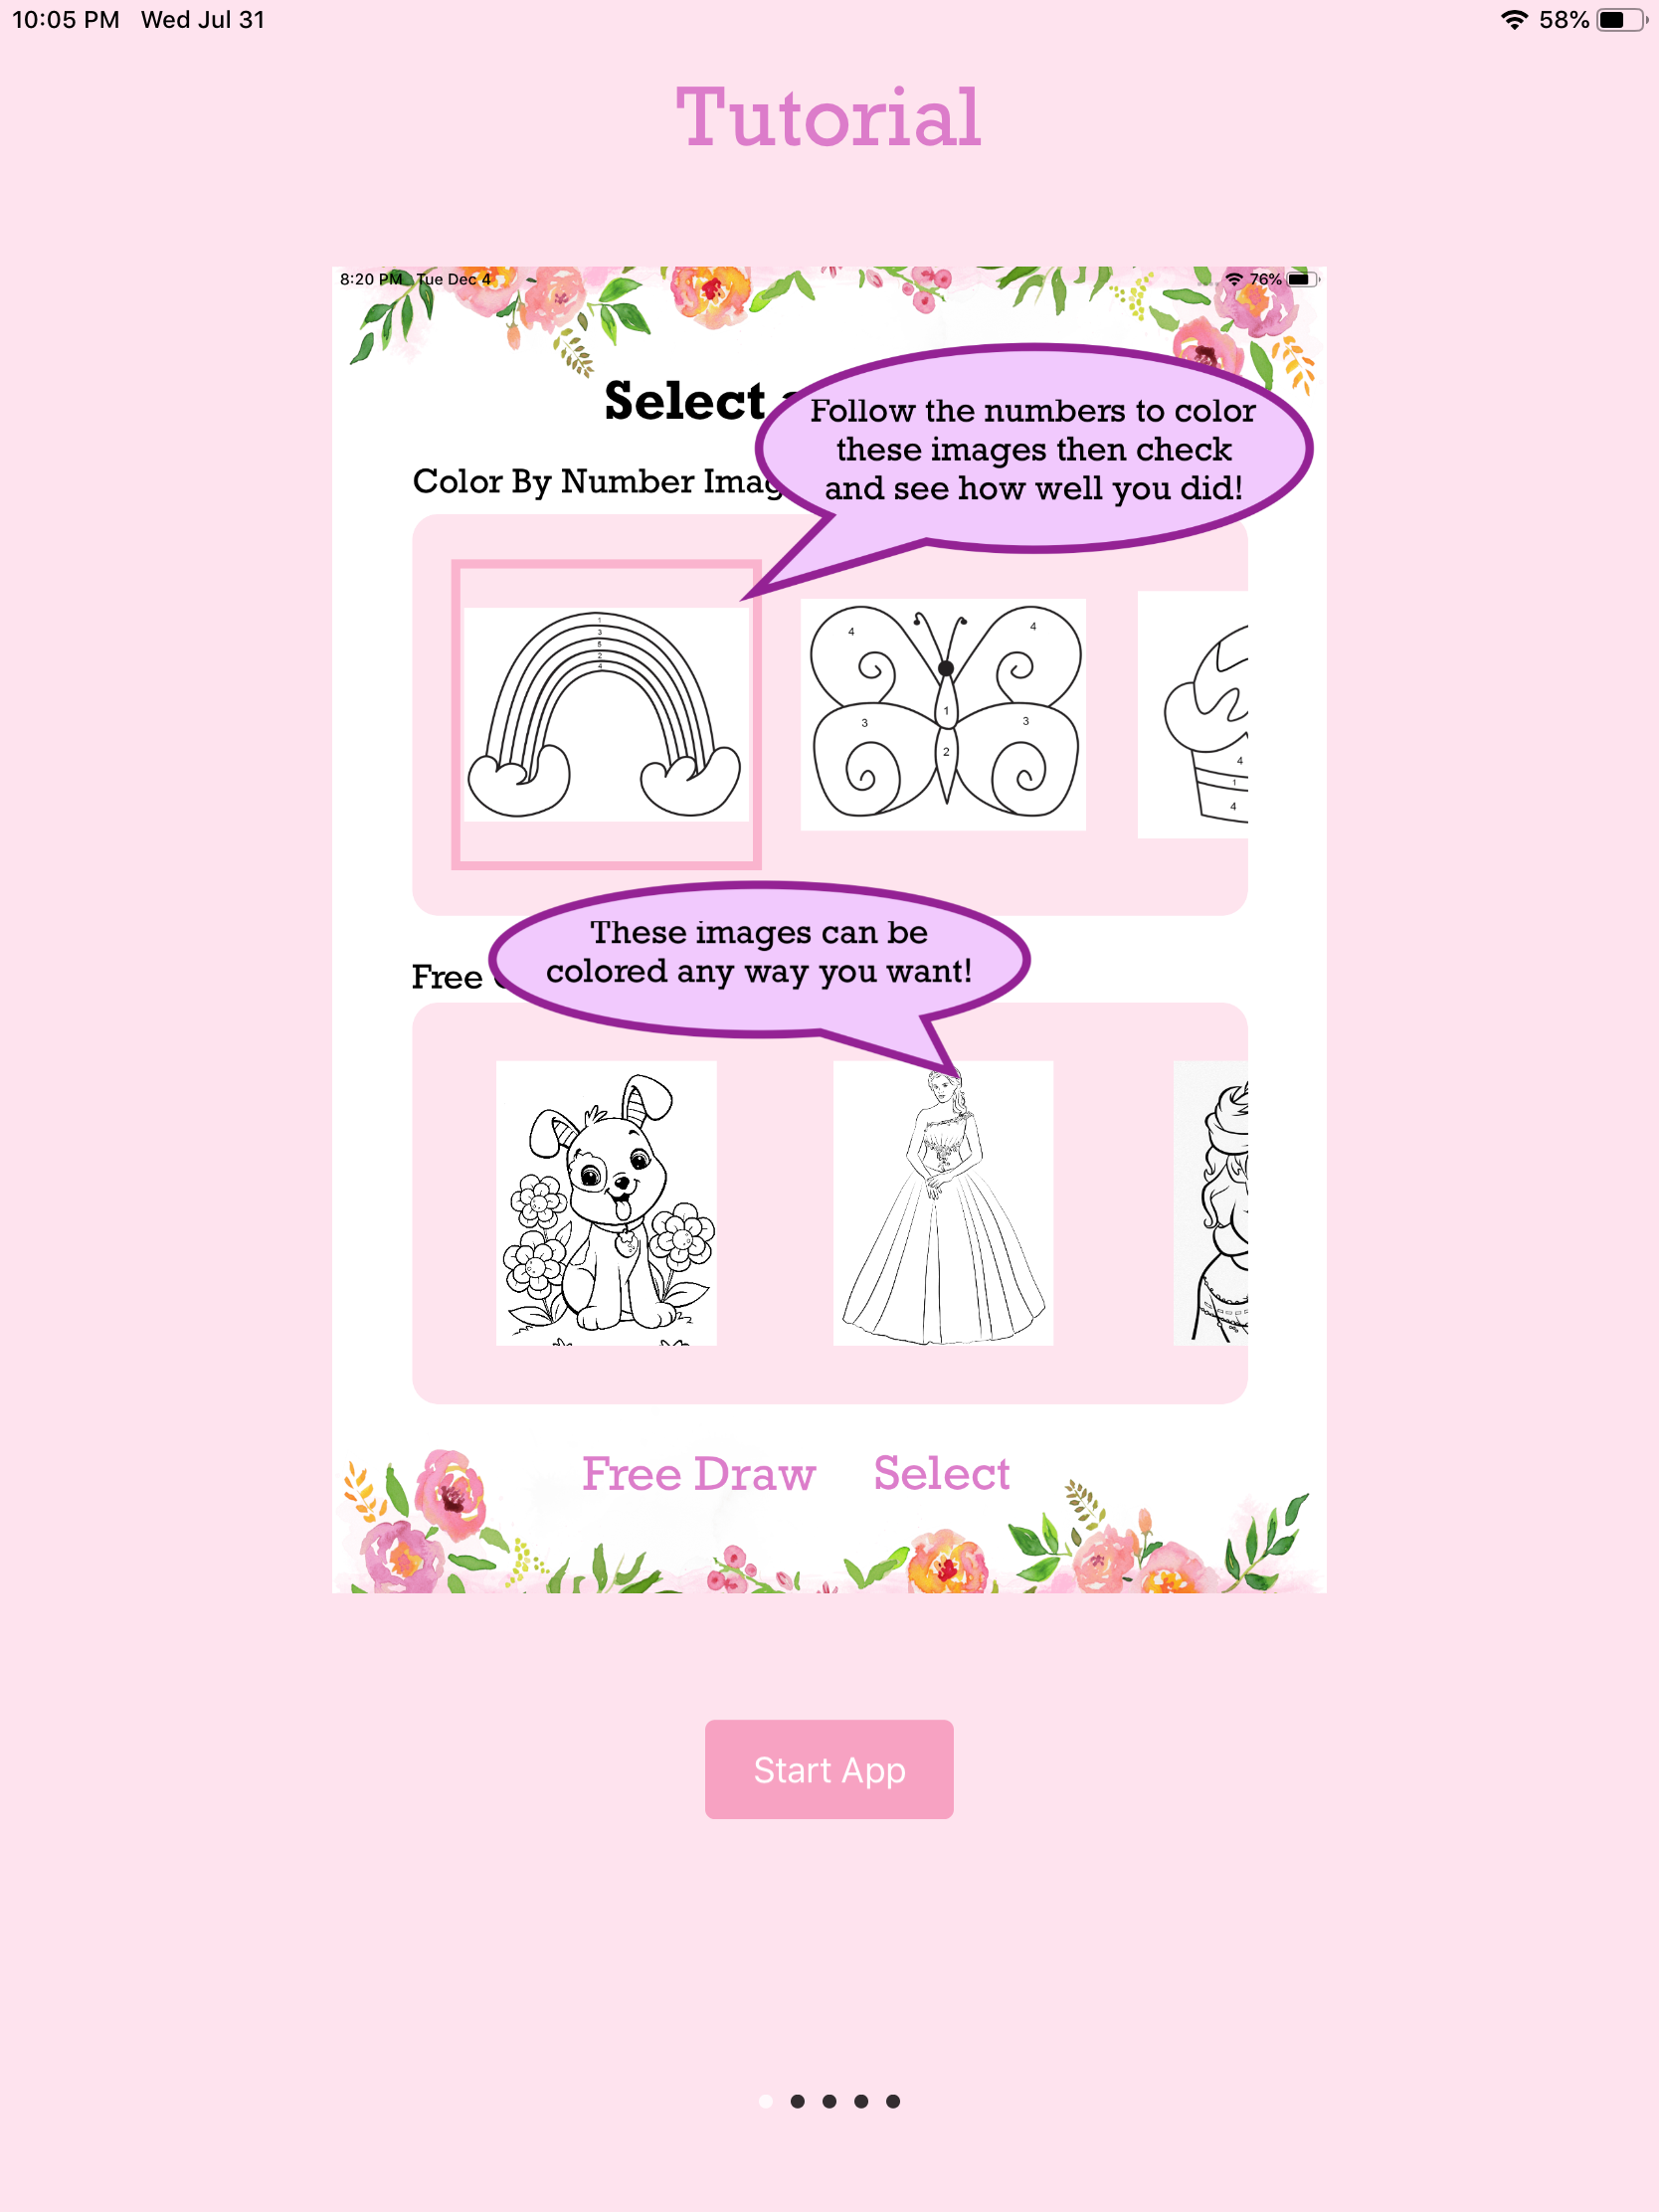 10:05 PM Wed Jul 31 58%
Tutorial
8:20 PM Tue Dec 4 76%
Select
Follow the numbers to color
these images then check
and see how well you did!
Color By Number
1
3
5
2
4
4 4
3 3
1
2
4
1
4
These images can be
colored any way you want!
Free
Free Draw Select
Start App